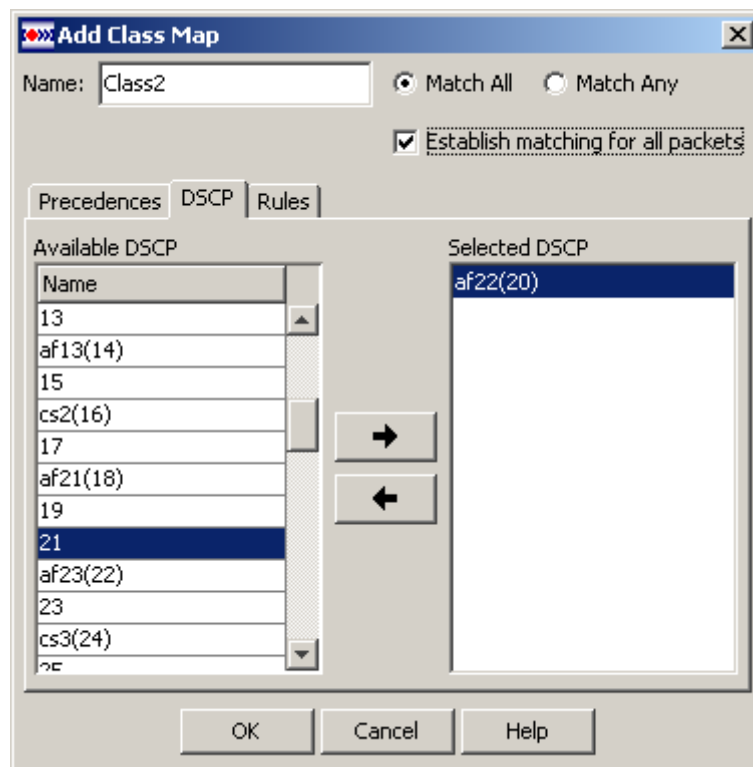 Add Class Map
Name: Class2 Match All Match Any
Establish matching for all packets
Precedences DSCP Rules
Available DSCP
Name
13
af13(14)
15
cs2(16)
17
af21(18)
19
21
af23(22)
23
cs3(24)
25
Selected DSCP
af22(20)
OK Cancel Help